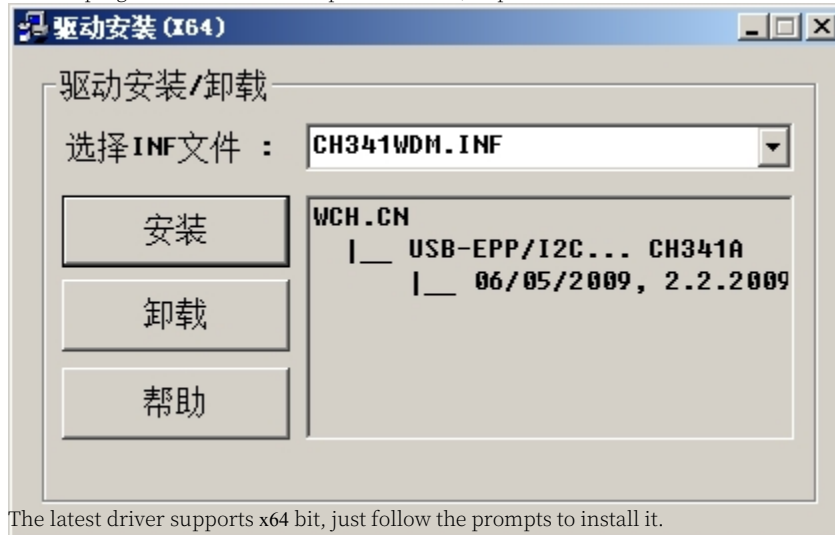 驱动安装(X64)
驱动安装/卸载
选择INF文件 : CH341WDM.INF
安装
卸载
帮助
WCH.CN
|__ USB-EPP/I2C... CH341A
|__ 06/05/2009, 2.2.2009
The latest driver supports x64 bit, just follow the prompts to install it.